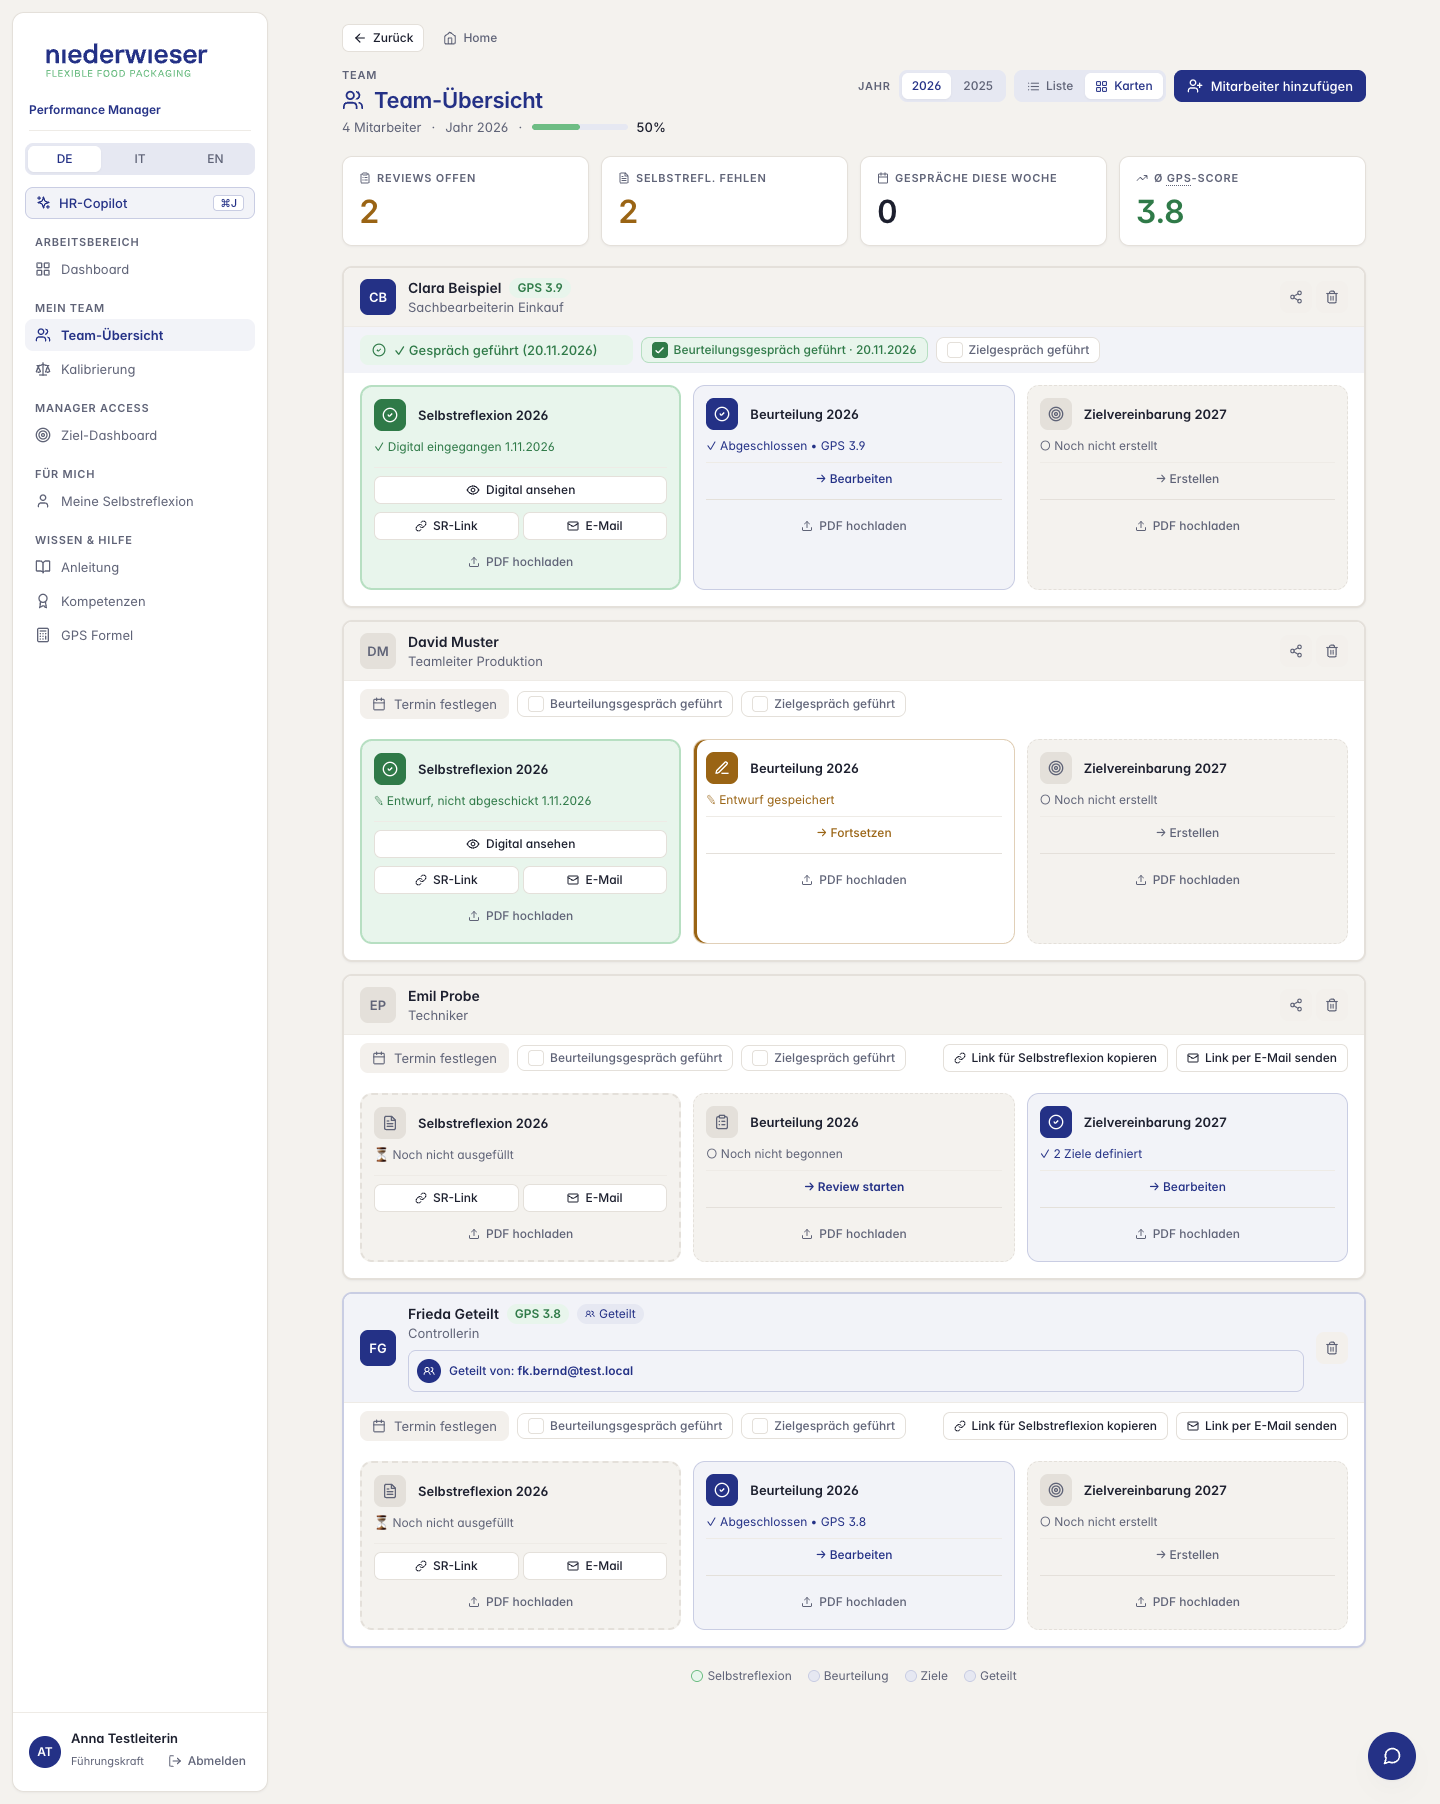 niederwieser
FLEXIBLE FOOD PACKAGING
Performance Manager
DE IT EN
HR-Copilot ⌘J
ARBEITSBEREICH
Dashboard
MEIN TEAM
Team-Übersicht
Kalibrierung
MANAGER ACCESS
Ziel-Dashboard
FÜR MICH
Meine Selbstreflexion
WISSEN & HILFE
Anleitung
Kompetenzen
GPS Formel
AT
Anna Testleiterin
Führungskraft Abmelden
← Zurück Home
TEAM
Team-Übersicht
4 Mitarbeiter · Jahr 2026 · 50%
JAHR 2026 2025 Liste Karten Mitarbeiter hinzufügen
REVIEWS OFFEN
2
SELBSTREFL. FEHLEN
2
GESPRÄCHE DIESE WOCHE
0
Ø GPS-SCORE
3.8
CB
Clara Beispiel GPS 3.9
Sachbearbeiterin Einkauf
✓ Gespräch geführt (20.11.2026) Beurteilungsgespräch geführt · 20.11.2026 Zielgespräch geführt
Selbstreflexion 2026
✓ Digital eingegangen 1.11.2026
Digital ansehen
SR-Link E-Mail
PDF hochladen
Beurteilung 2026
✓ Abgeschlossen • GPS 3.9
→ Bearbeiten
PDF hochladen
Zielvereinbarung 2027
○ Noch nicht erstellt
→ Erstellen
PDF hochladen
DM
David Muster
Teamleiter Produktion
Termin festlegen Beurteilungsgespräch geführt Zielgespräch geführt
Selbstreflexion 2026
✎ Entwurf, nicht abgeschickt 1.11.2026
Digital ansehen
SR-Link E-Mail
PDF hochladen
Beurteilung 2026
✎ Entwurf gespeichert
→ Fortsetzen
PDF hochladen
Zielvereinbarung 2027
○ Noch nicht erstellt
→ Erstellen
PDF hochladen
EP
Emil Probe
Techniker
Termin festlegen Beurteilungsgespräch geführt Zielgespräch geführt Link für Selbstreflexion kopieren Link per E-Mail senden
Selbstreflexion 2026
⏳ Noch nicht ausgefüllt
SR-Link E-Mail
PDF hochladen
Beurteilung 2026
○ Noch nicht begonnen
→ Review starten
PDF hochladen
Zielvereinbarung 2027
✓ 2 Ziele definiert
→ Bearbeiten
PDF hochladen
FG
Frieda Geteilt GPS 3.8 Geteilt
Controllerin
Geteilt von: fk.bernd@test.local
Termin festlegen Beurteilungsgespräch geführt Zielgespräch geführt Link für Selbstreflexion kopieren Link per E-Mail senden
Selbstreflexion 2026
⏳ Noch nicht ausgefüllt
SR-Link E-Mail
PDF hochladen
Beurteilung 2026
✓ Abgeschlossen • GPS 3.8
→ Bearbeiten
PDF hochladen
Zielvereinbarung 2027
○ Noch nicht erstellt
→ Erstellen
PDF hochladen
Selbstreflexion Beurteilung Ziele Geteilt